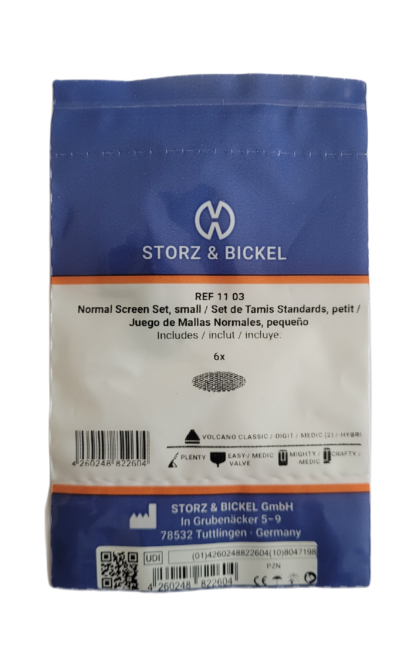 STORZ & BICKEL
REF 11 03
Normal Screen Set, small / Set de Tamis Standards, petit /
Juego de Mallas Normales, pequeño
Includes / inclut / incluye:
6x
VOLCANO CLASSIC / DIGIT / MEDIC (2) / HYBRI
PLENTY EASY / MEDIC VALVE MIGHTY / MEDIC CRAFTY /
4 260248 822604
STORZ & BICKEL GmbH
In Grubenäcker 5–9
78532 Tuttlingen · Germany
UDI (01)4260248822604(10)8047198
PZN
4 260248 822604
CE